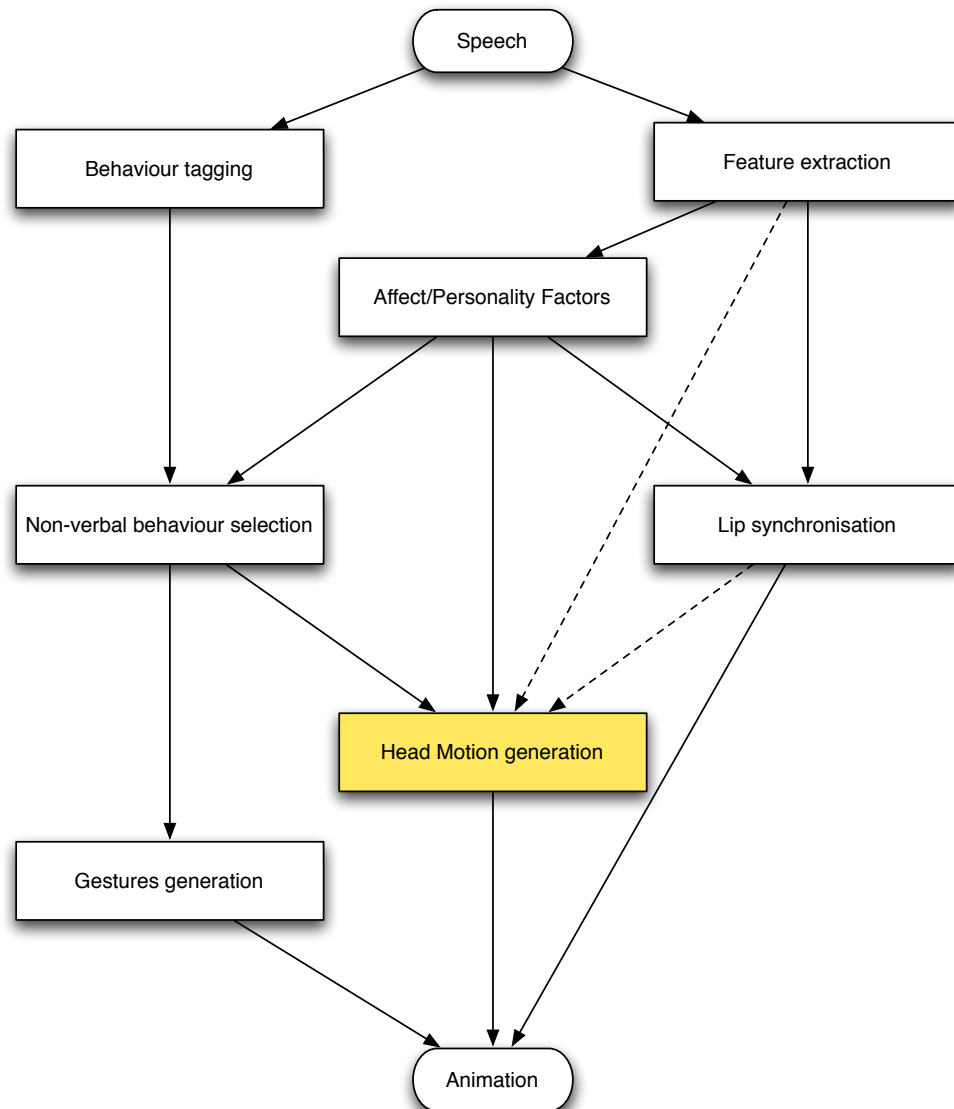 Speech
Behaviour tagging
Feature extraction
Affect/Personality Factors
Non-verbal behaviour selection
Lip synchronisation
Head Motion generation
Gestures generation
Animation